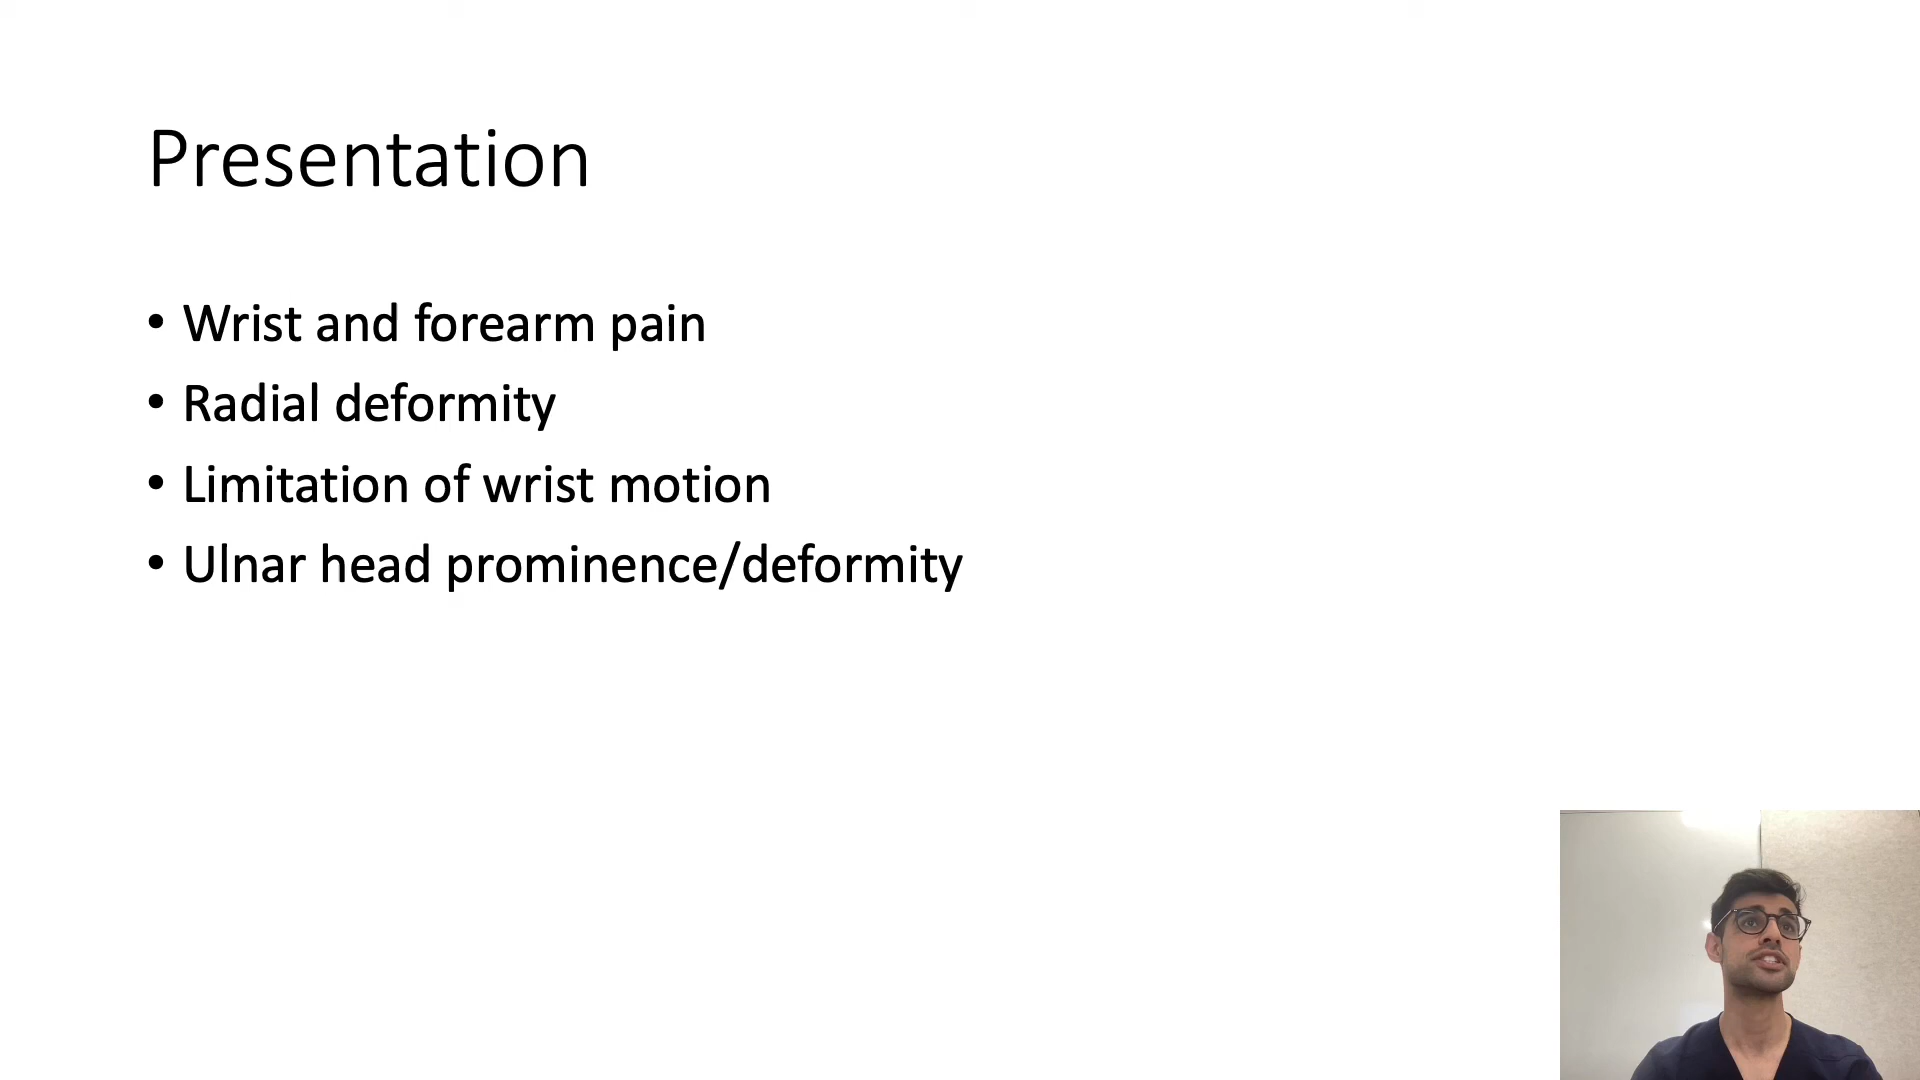 Presentation
• Wrist and forearm pain
• Radial deformity
• Limitation of wrist motion
• Ulnar head prominence/deformity